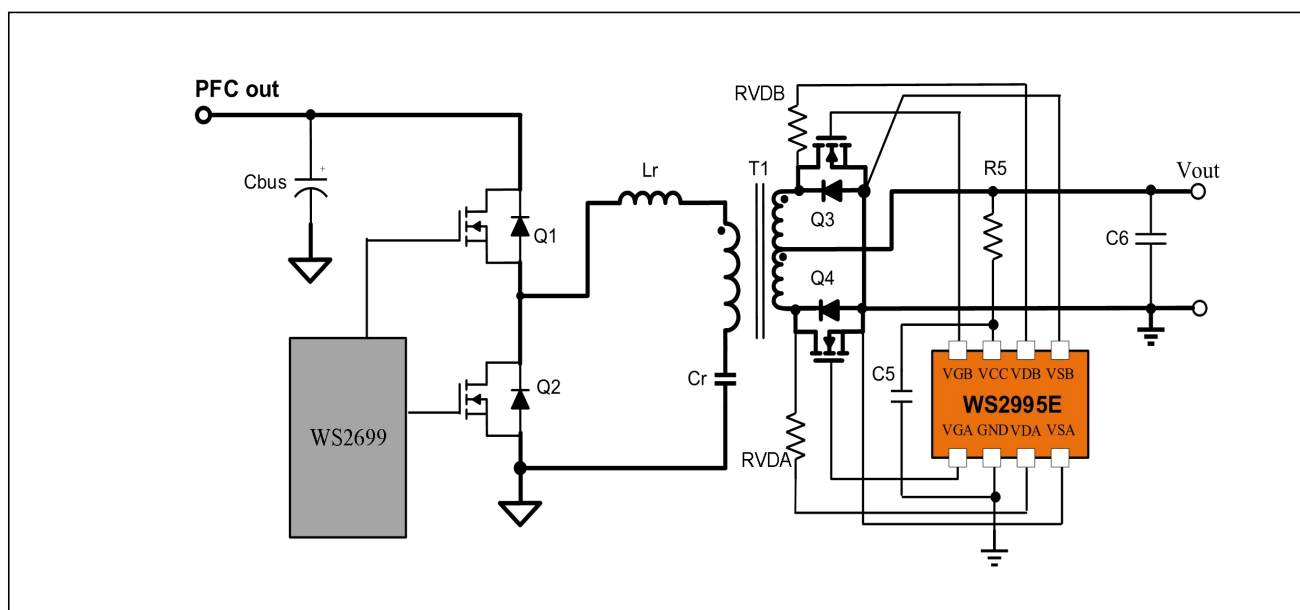 PFC out
Cbus
+
Q1
Q2
WS2699
Lr
Cr
T1
RVDB
Q3
Q4
RVDA
R5
Vout
C6
C5
VGB VCC VDB VSB
WS2995E
VGA GND VDA VSA